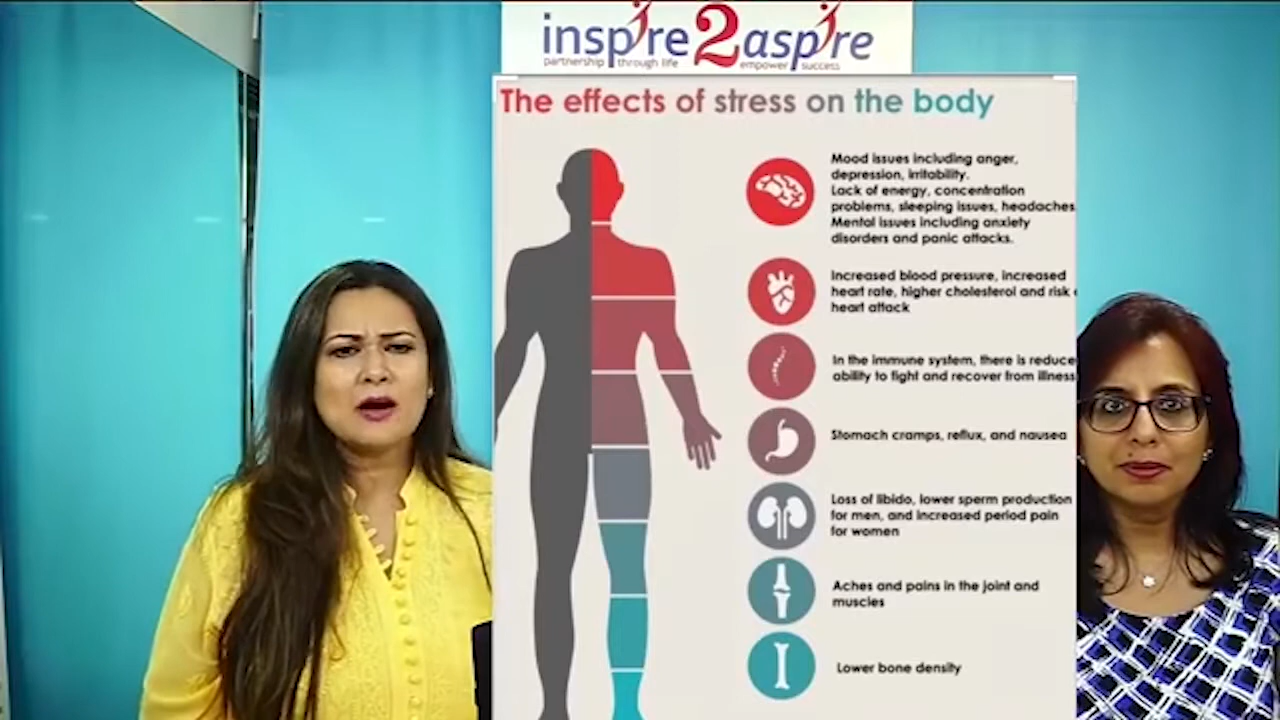 inspire2aspire
partnership through life empower success
The effects of stress on the body
Mood issues including anger,
depression, irritability.
Lack of energy, concentration
problems, sleeping issues, headaches
Mental issues including anxiety
disorders and panic attacks.
Increased blood pressure, increased
heart rate, higher cholesterol and risk
heart attack
In the immune system, there is reduce
ability to fight and recover from illness
Stomach cramps, reflux, and nausea
Loss of libido, lower sperm production
for men, and increased period pain
for women
Aches and pains in the joint and
muscles
Lower bone density